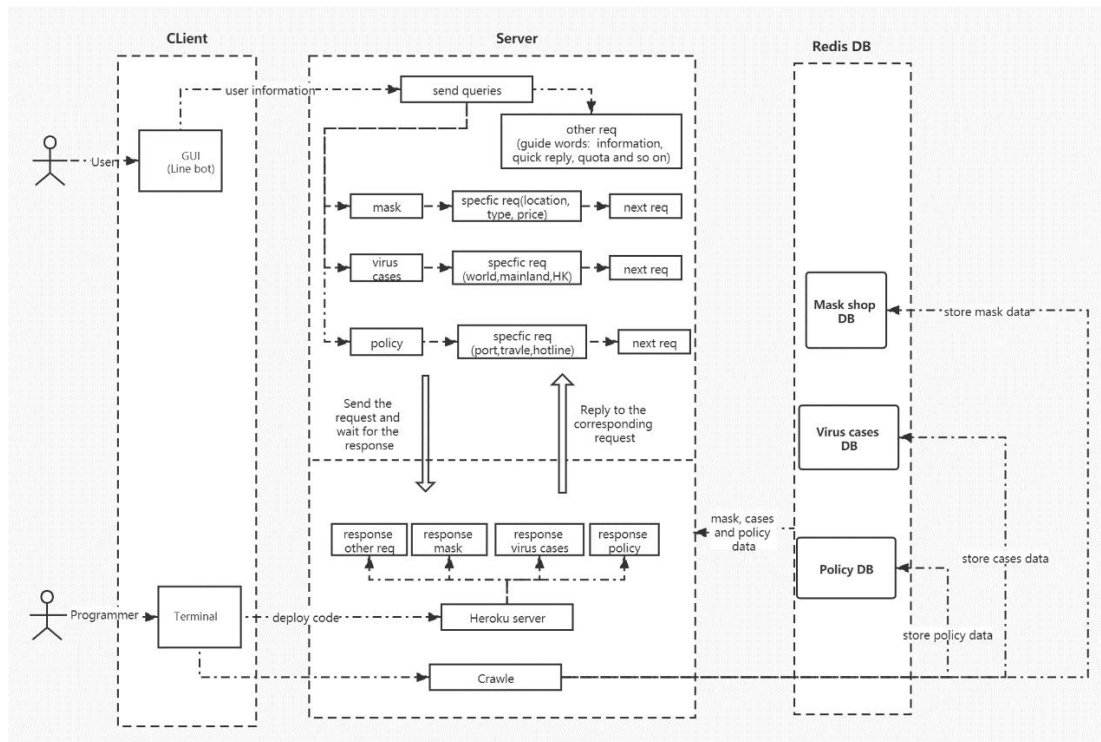 CLient
Server
Redis DB
user information
send queries
other req
(guide words: information,
quick reply, quota and so on)
User
GUI
(Line bot)
mask
specfic req(location,
type, price)
next req
virus
cases
specfic req
(world,mainland,HK)
next req
policy
specfic req
(port,travle,hotline)
next req
Mask shop
DB
store mask data
Send the
request and
wait for the
response
Reply to the
corresponding
request
Virus cases
DB
mask, cases
and policy
data
response
other req
response
mask
response
virus cases
response
policy
store cases data
Policy DB
Programmer
Terminal
deploy code
Heroku server
store policy data
Crawle